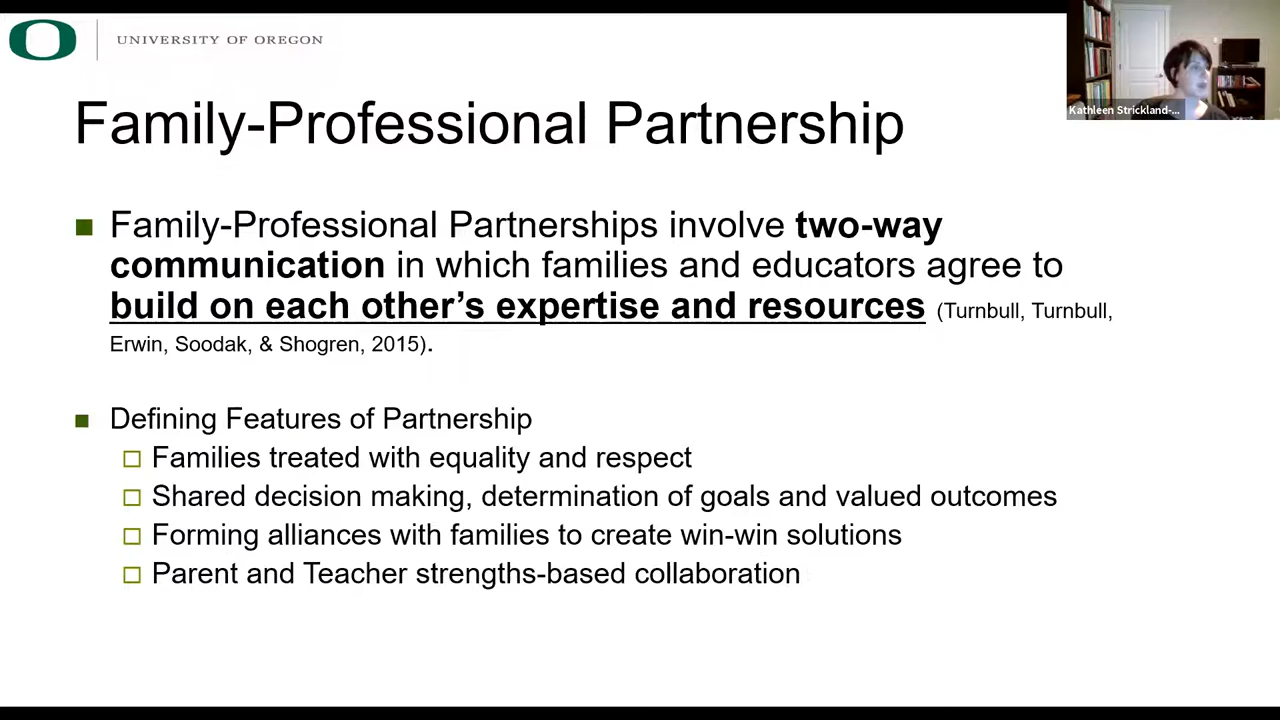 UNIVERSITY OF OREGON
Kathleen Strickland-...
Family-Professional Partnership
Family-Professional Partnerships involve two-way
communication in which families and educators agree to
build on each other’s expertise and resources (Turnbull, Turnbull,
Erwin, Soodak, & Shogren, 2015).
Defining Features of Partnership
Families treated with equality and respect
Shared decision making, determination of goals and valued outcomes
Forming alliances with families to create win-win solutions
Parent and Teacher strengths-based collaboration